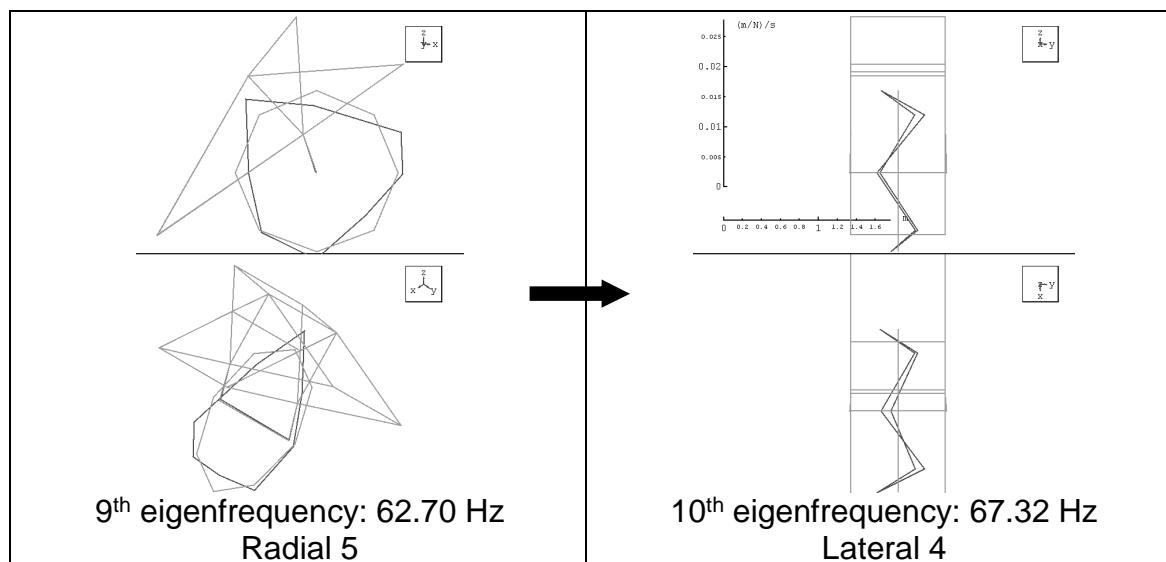 z
y-x
z
x y
9th eigenfrequency: 62.70 Hz
Radial 5
(m/N)/s
0.025
0.02
0.015
0.01
0.005
0
m
0 0.2 0.4 0.6 0.8 1 1.2 1.4 1.6
z
x-y
z-y
x
10th eigenfrequency: 67.32 Hz
Lateral 4